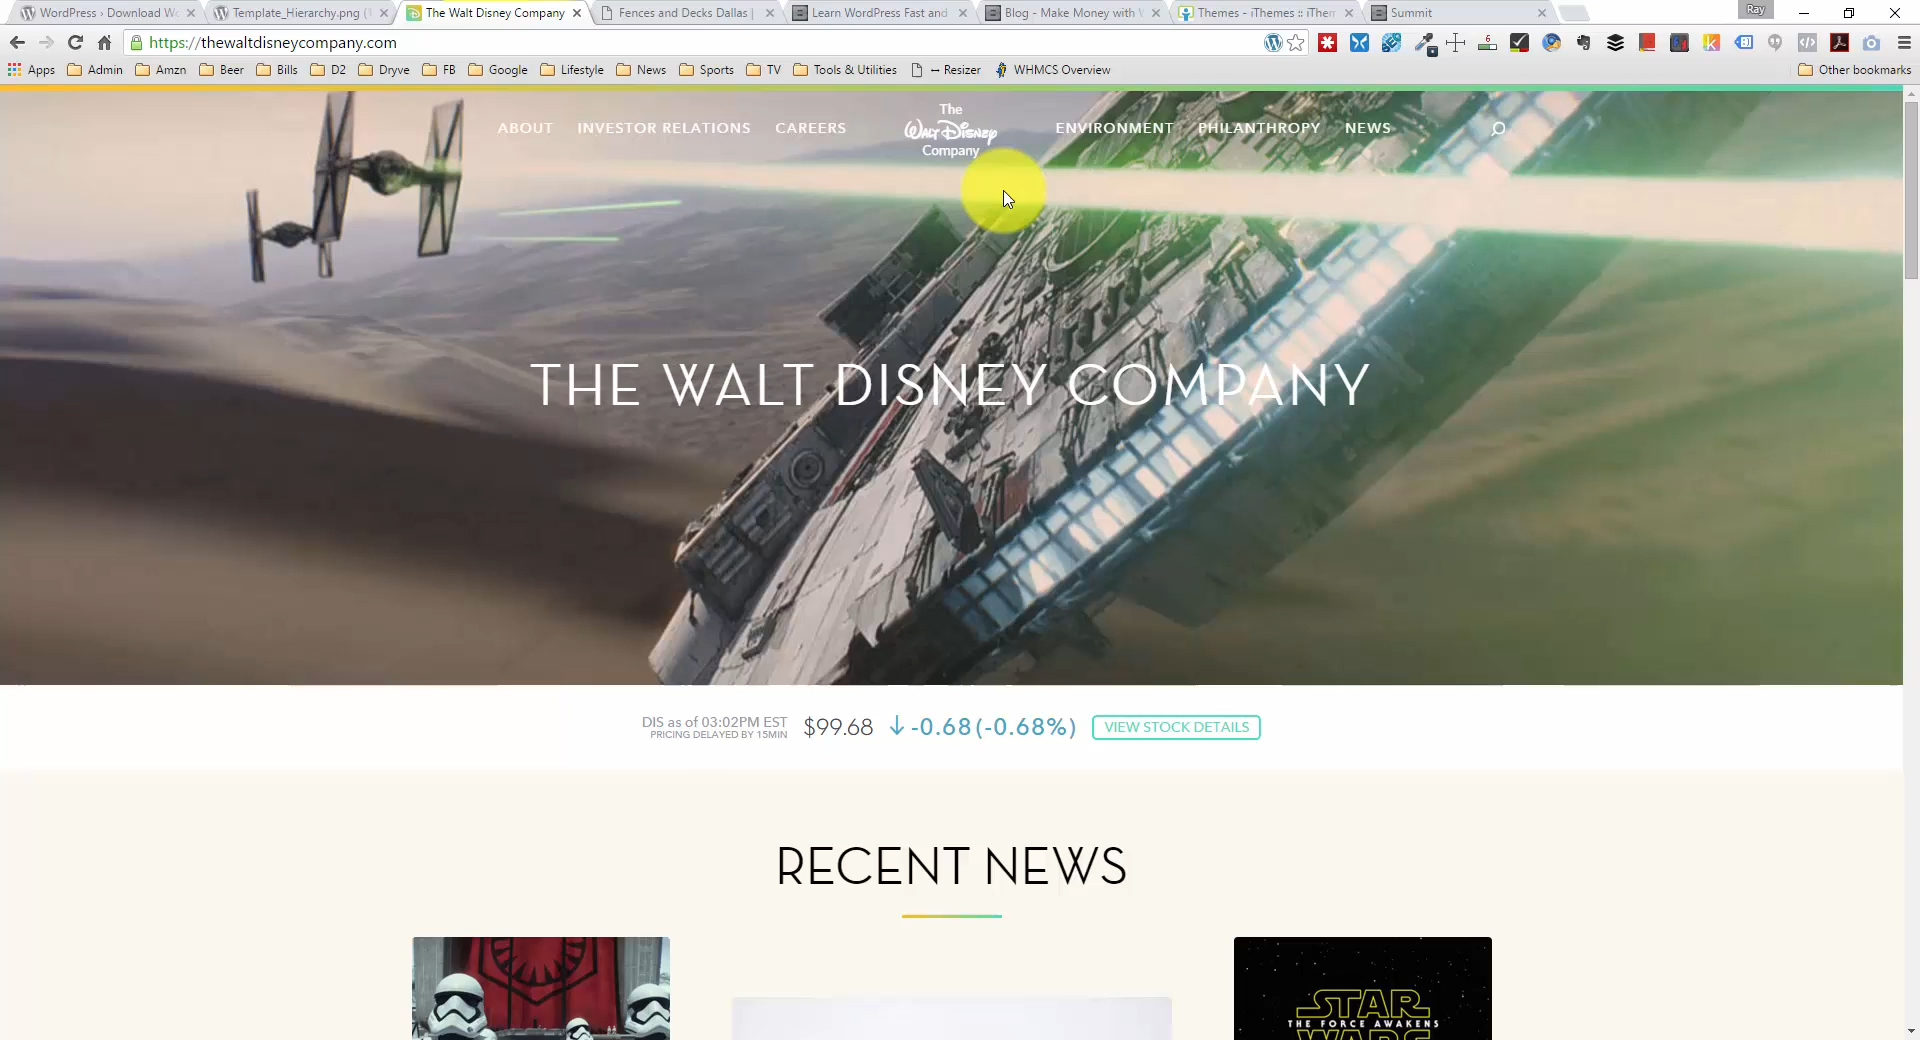 WordPress › Download Wo
Template_Hierarchy.png (
The Walt Disney Company
Fences and Decks Dallas |
Learn WordPress Fast and
Blog - Make Money with W
Themes - iThemes :: iThem
Summit
Ray
https://thewaltdisneycompany.com
6
Apps Admin Amzn Beer Bills D2 Dryve FB Google Lifestyle News Sports TV Tools & Utilities ↔ Resizer WHMCS Overview Other bookmarks
ABOUT INVESTOR RELATIONS CAREERS
The
WALT DISNEY
Company
ENVIRONMENT PHILANTHROPY NEWS
THE WALT DISNEY COMPANY
DIS as of 03:02PM EST
PRICING DELAYED BY 15MIN
$99.68 ↓ -0.68 (-0.68%) VIEW STOCK DETAILS
RECENT NEWS
STAR
THE FORCE AWAKENS
WARS